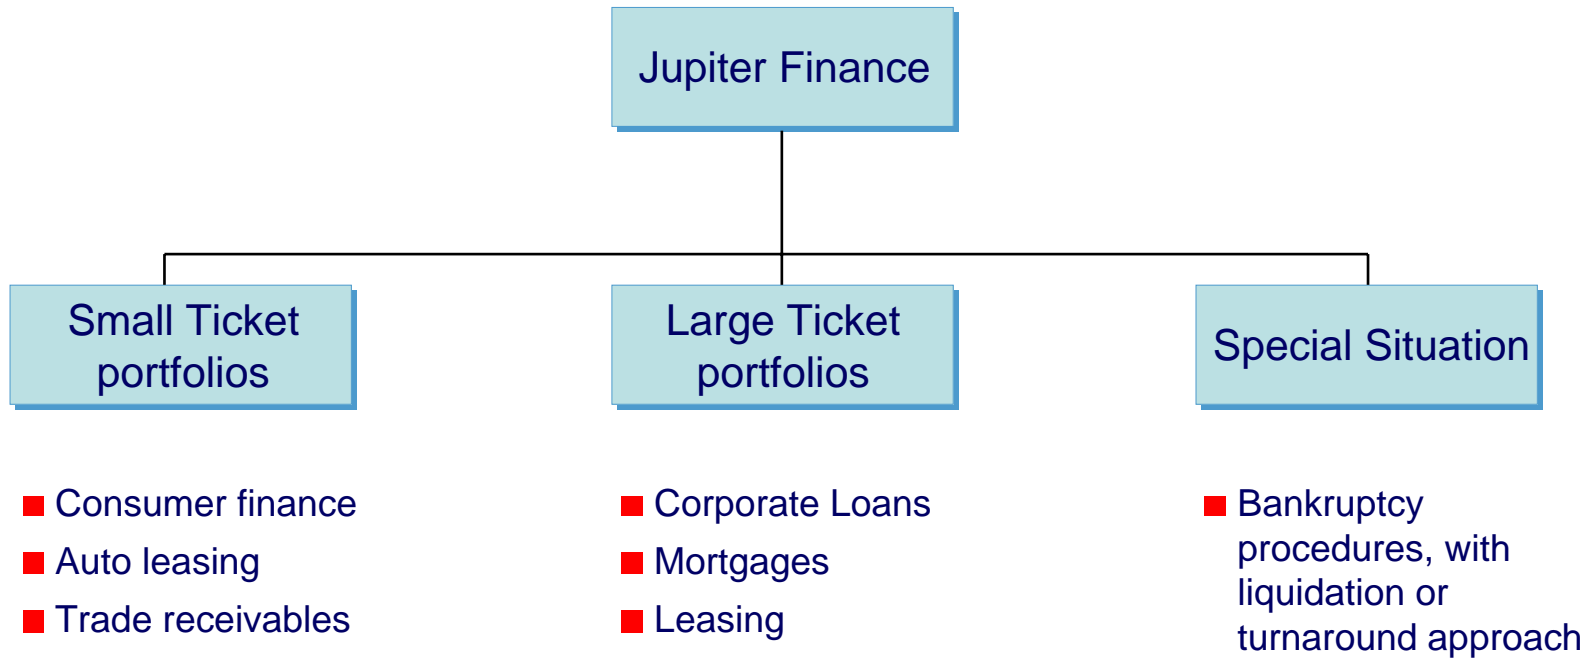 Jupiter Finance
Small Ticket
portfolios
Large Ticket
portfolios
Special Situation
Consumer finance
Auto leasing
Trade receivables
Corporate Loans
Mortgages
Leasing
Bankruptcy
procedures, with
liquidation or
turnaround approach